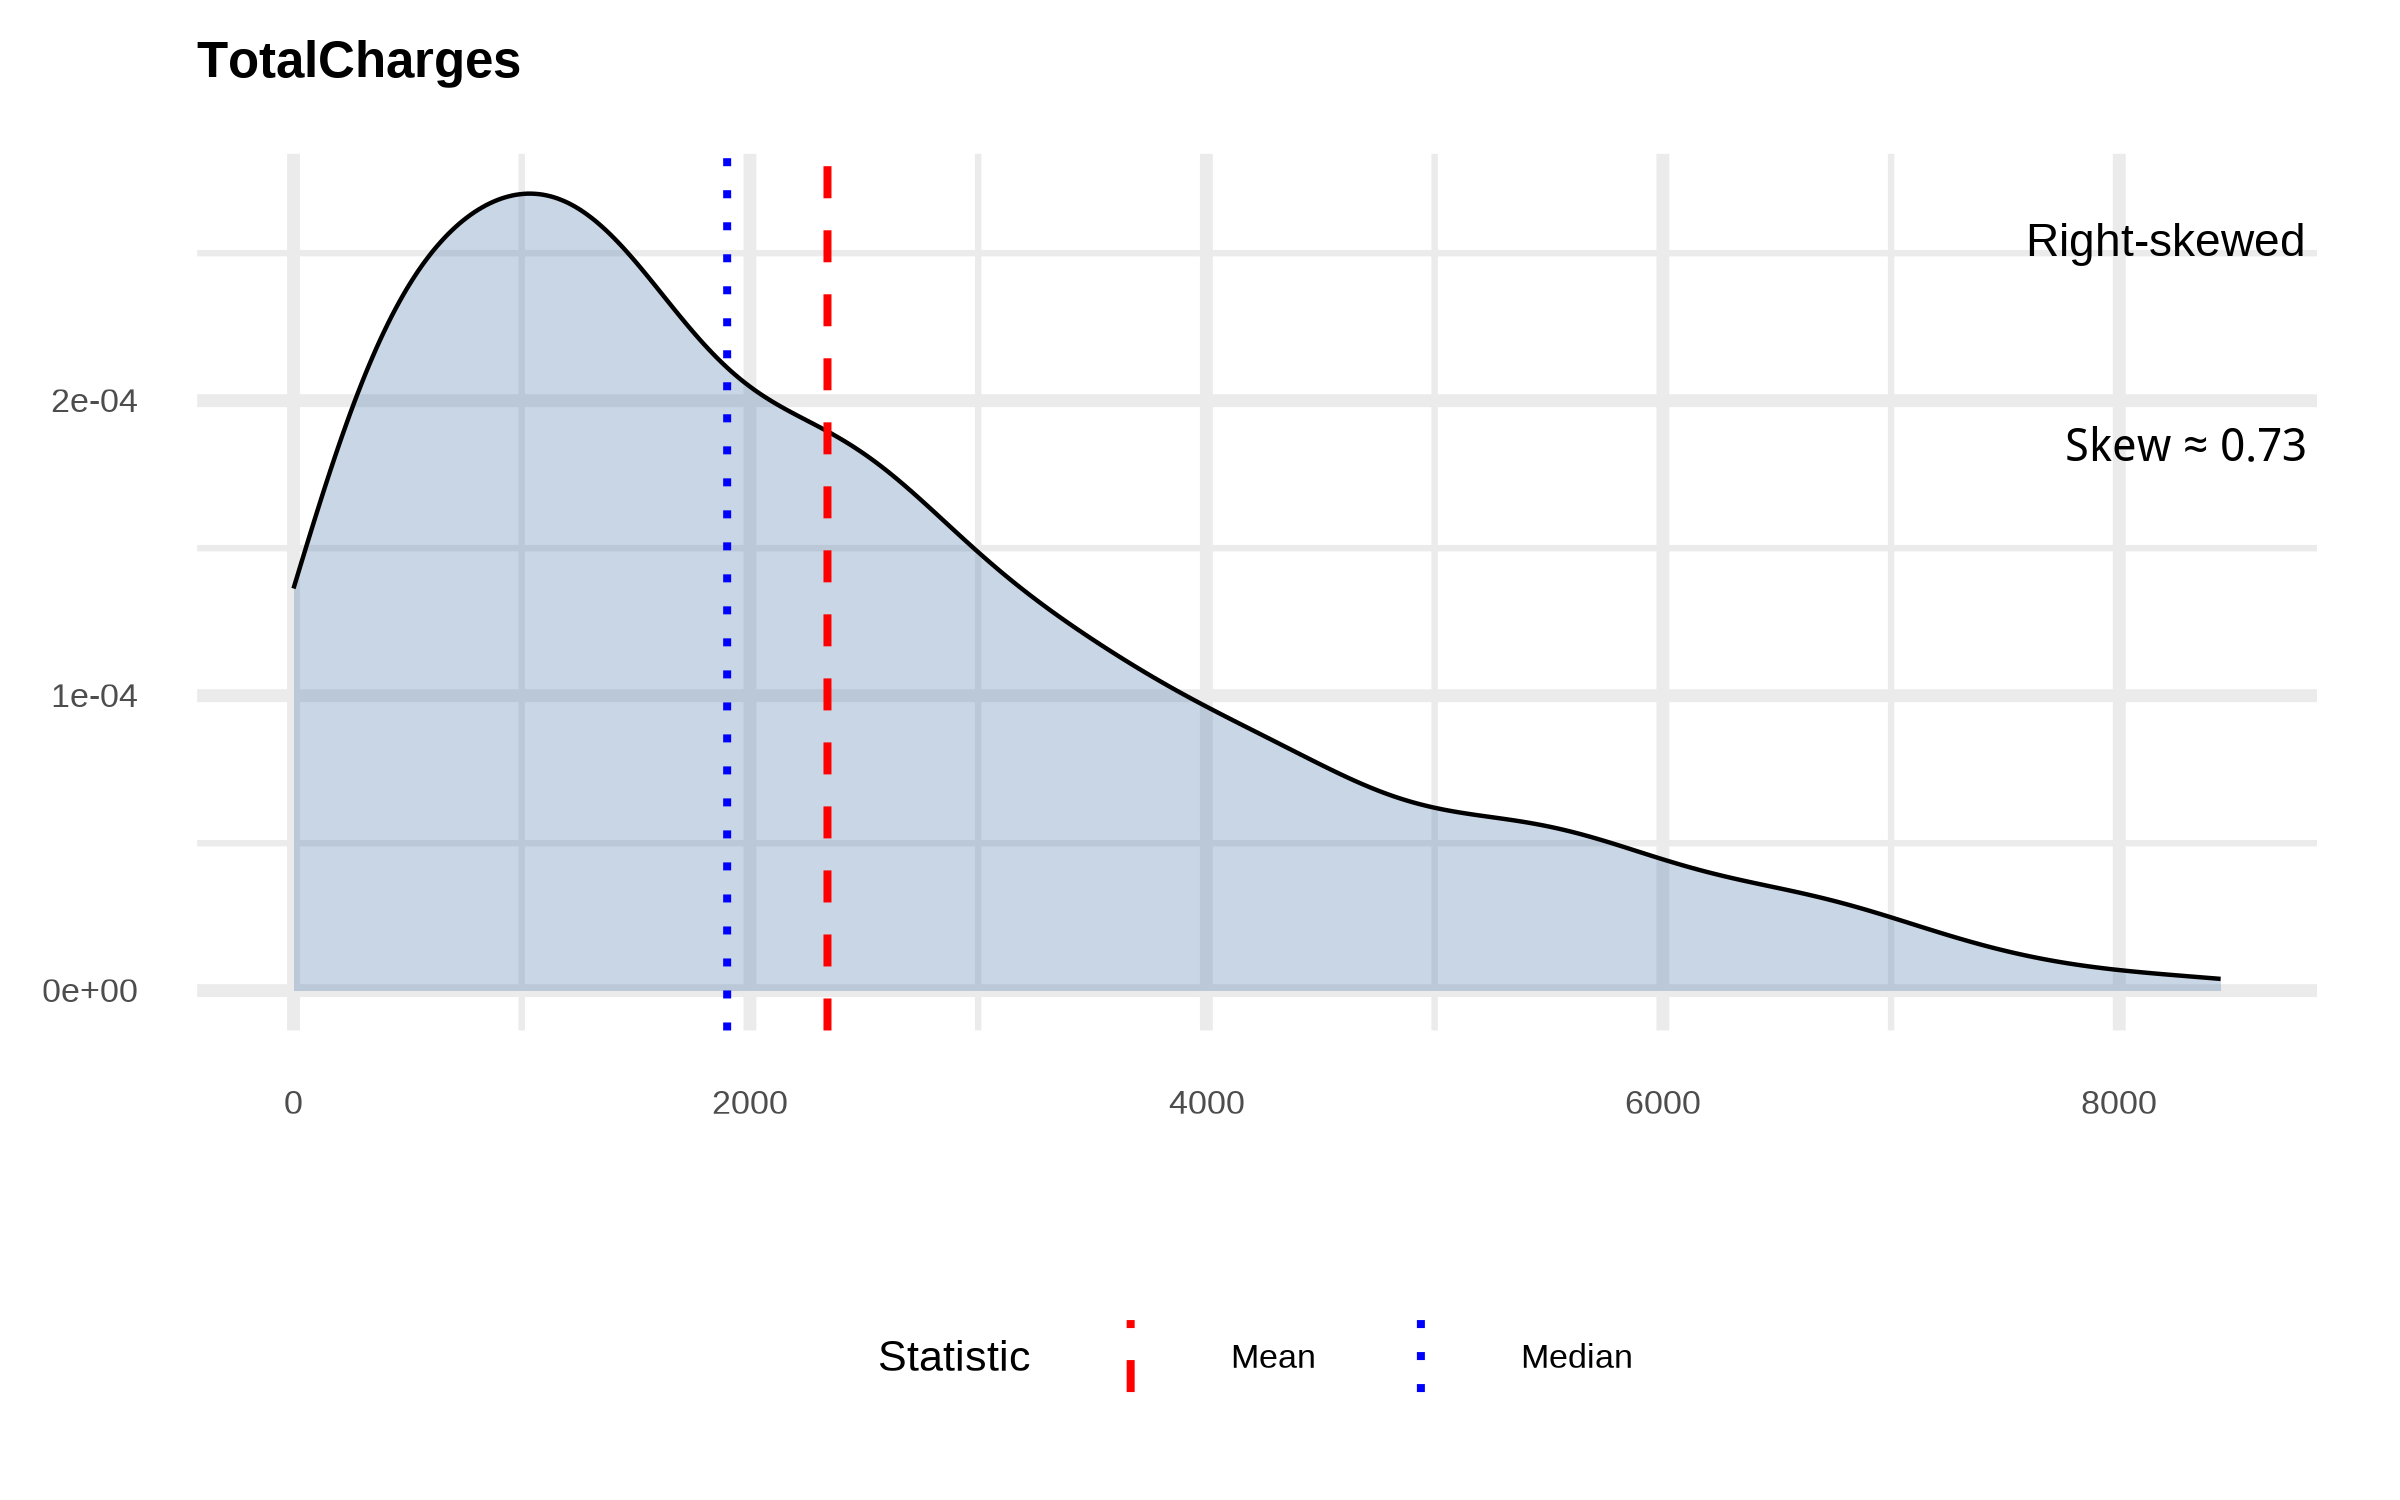 TotalCharges
Right-skewed
2e-04
Skew ≈ 0.73
1e-04
0e+00
0 2000 4000 6000 8000
Statistic Mean Median